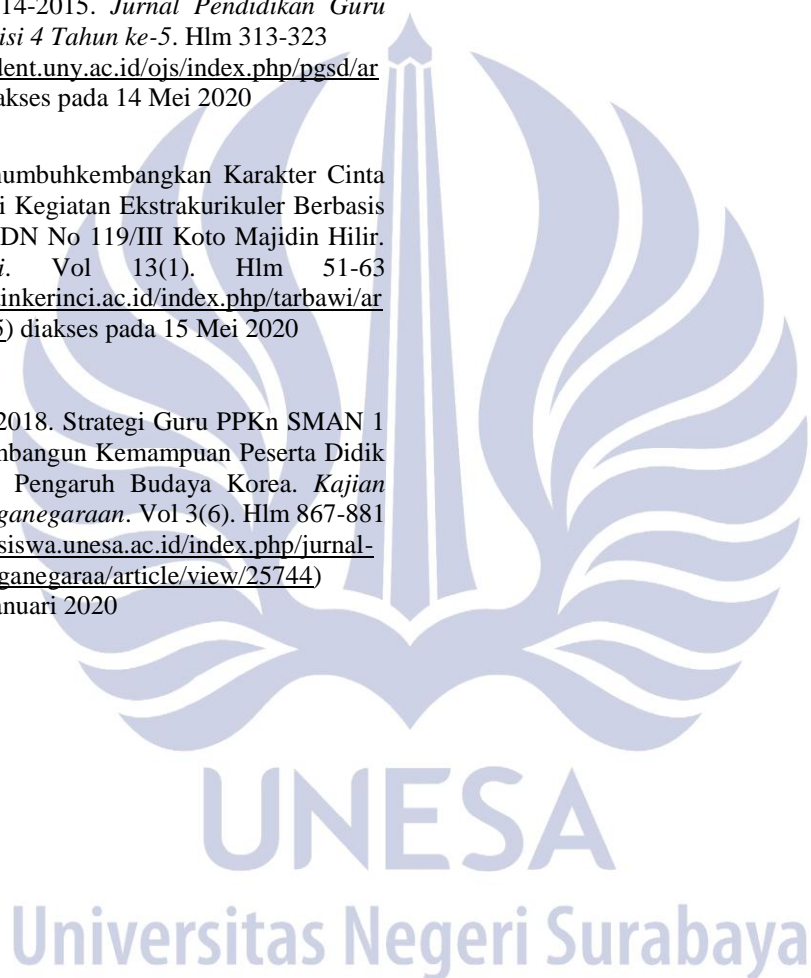 14-2015. Jurnal Pendidikan Guru
isi 4 Tahun ke-5. Hlm 313-323
dent.uny.ac.id/ojs/index.php/pgsd/ar
akses pada 14 Mei 2020
numbuhkembangkan Karakter Cinta
i Kegiatan Ekstrakurikuler Berbasis
DN No 119/III Koto Majidin Hilir.
i. Vol 13(1). Hlm 51-63
inkerinci.ac.id/index.php/tarbawi/ar
5) diakses pada 15 Mei 2020
2018. Strategi Guru PPKn SMAN 1
mbangun Kemampuan Peserta Didik
Pengaruh Budaya Korea. Kajian
ganegaraan. Vol 3(6). Hlm 867-881
siswa.unesa.ac.id/index.php/jurnal-
ganegaraa/article/view/25744)
anuari 2020
UNESA
Universitas Negeri Surabaya